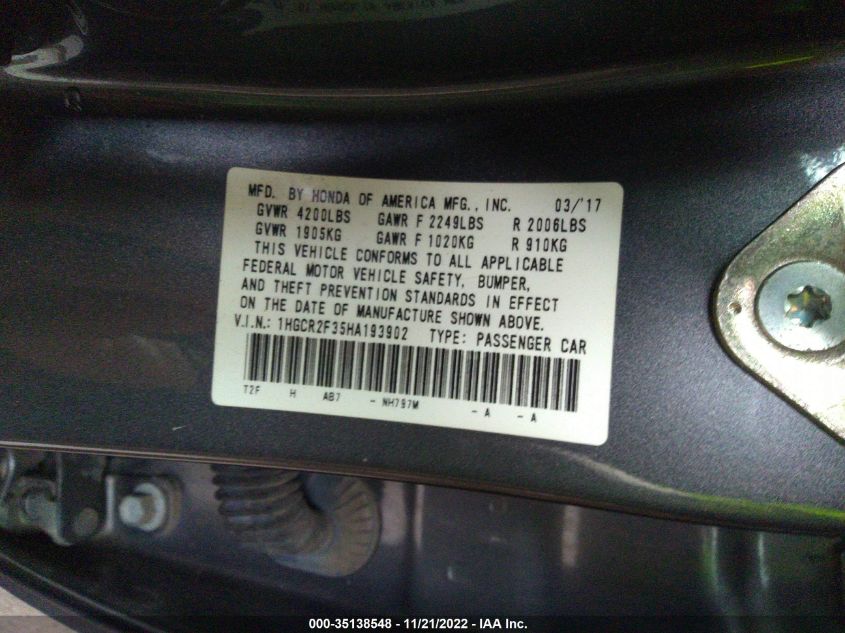 MFD. BY HONDA OF AMERICA MFG., INC. 03/'17
GVWR 4200LBS GAWR F 2249LBS R 2006LBS
GVWR 1905KG GAWR F 1020KG R 910KG
THIS VEHICLE CONFORMS TO ALL APPLICABLE
FEDERAL MOTOR VEHICLE SAFETY, BUMPER,
AND THEFT PREVENTION STANDARDS IN EFFECT
ON THE DATE OF MANUFACTURE SHOWN ABOVE.
V.I.N.: 1HGCR2F35HA193902 TYPE: PASSENGER CAR
T2F H AB7 - NH797M - A - A
000-35138548 - 11/21/2022 - IAA Inc.